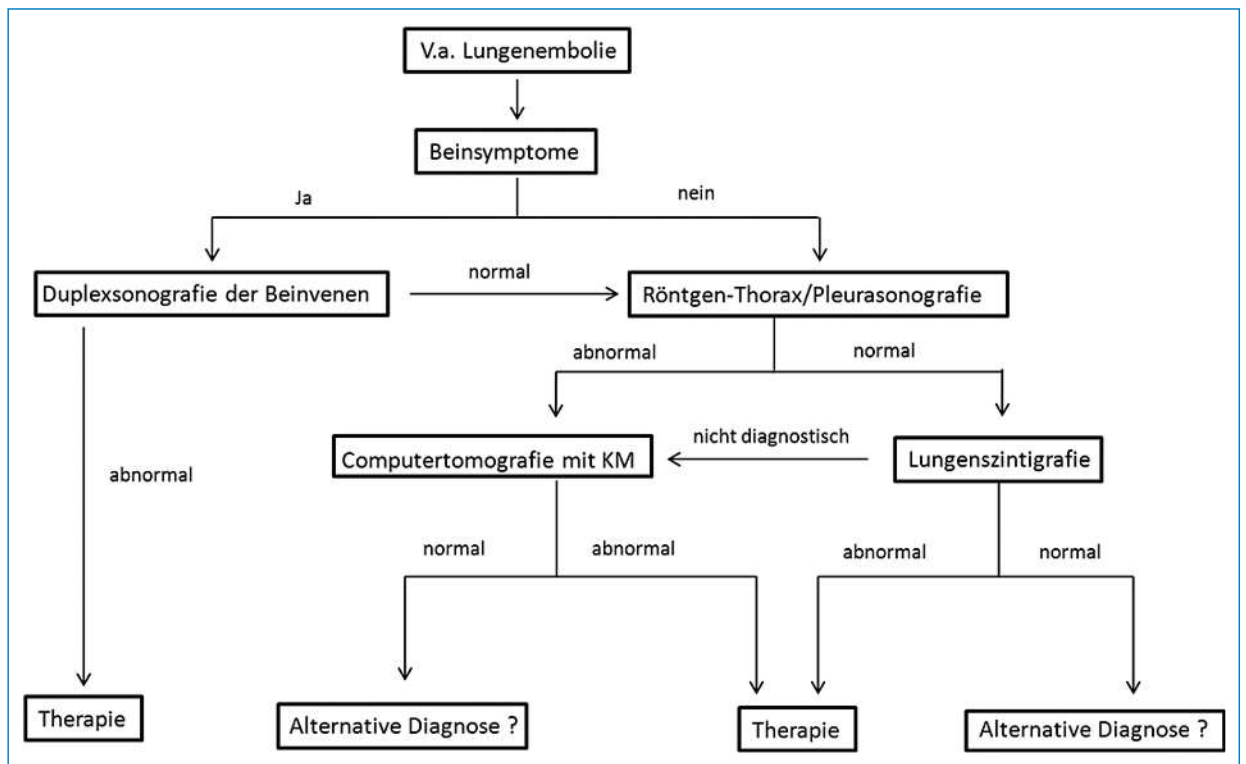 V.a. Lungenembolie
Beinsymptome
Ja
nein
Duplexsonografie der Beinvenen
normal
Röntgen-Thorax/Pleurasonografie
abnormal
normal
Computertomografie mit KM
nicht diagnostisch
Lungenszintigrafie
abnormal
normal
abnormal
abnormal
normal
Therapie
Alternative Diagnose ?
Therapie
Alternative Diagnose ?